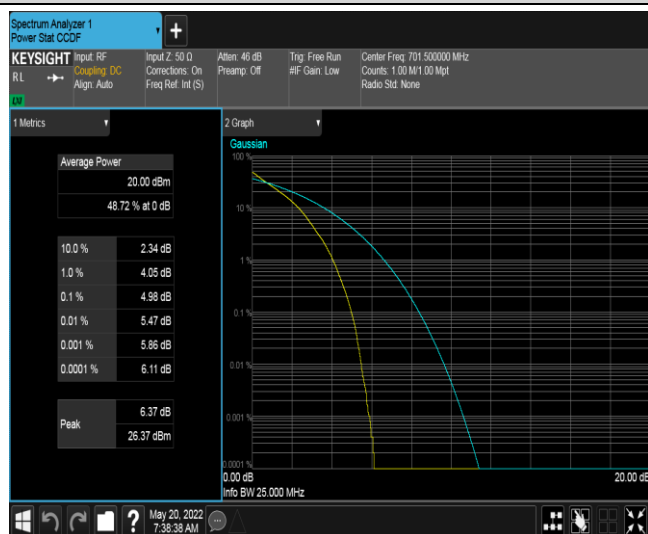 Spectrum Analyzer 1
Power Stat CCDF
+
KEYSIGHT
RL
LXI
Input: RF
Coupling: DC
Align: Auto
Input Z: 50 Ω
Corrections: On
Freq Ref: Int (S)
Atten: 46 dB
Preamp: Off
Trig: Free Run
#IF Gain: Low
Center Freq: 701.500000 MHz
Counts: 1.00 M/1.00 Mpt
Radio Std: None
1 Metrics
Average Power
20.00 dBm
48.72 % at 0 dB
10.0 % 2.34 dB
1.0 % 4.05 dB
0.1 % 4.98 dB
0.01 % 5.47 dB
0.001 % 5.86 dB
0.0001 % 6.11 dB
Peak
6.37 dB
26.37 dBm
2 Graph
Gaussian
100 %
10 %
1 %
0.1 %
0.01 %
0.001 %
0.0001 %
0.00 dB
20.00 dB
Info BW 25.000 MHz
?
May 20, 2022
7:38:38 AM